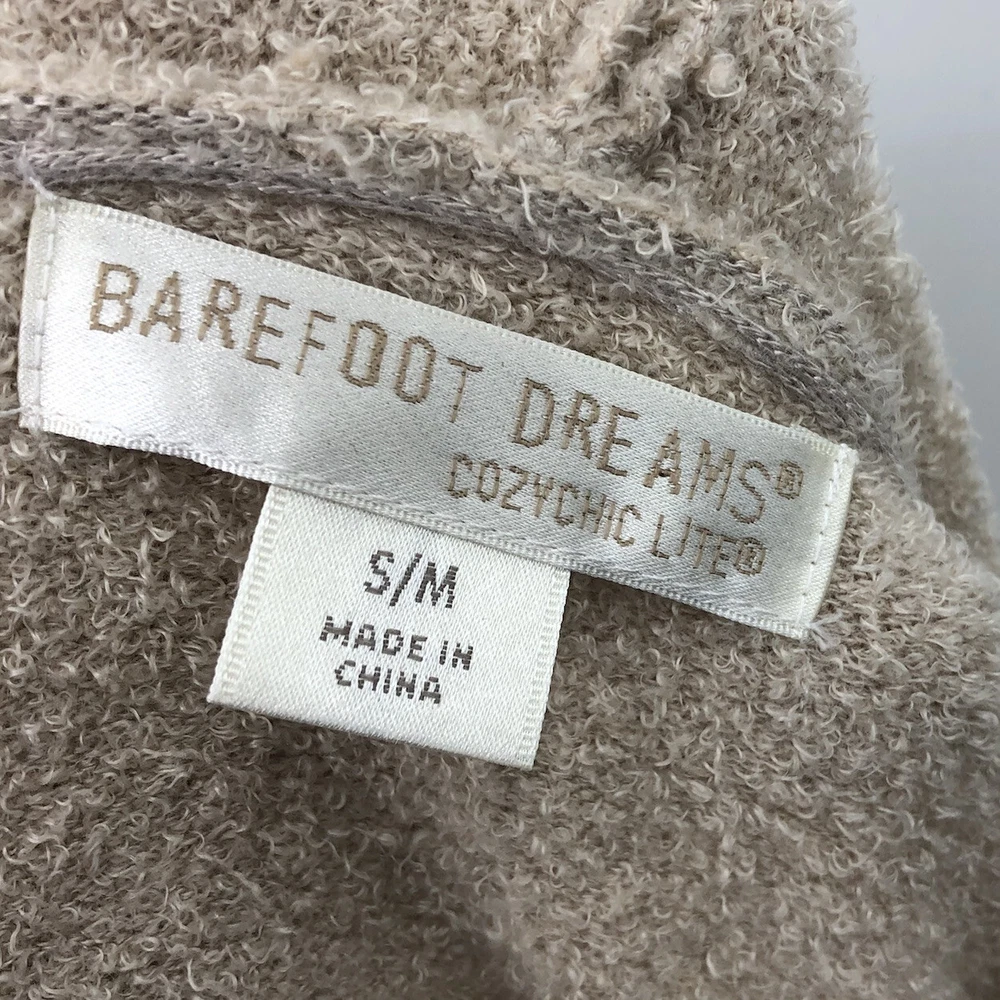 BAREFOOT DREAMS®
COZYCHIC LITE®
S/M
MADE IN
CHINA